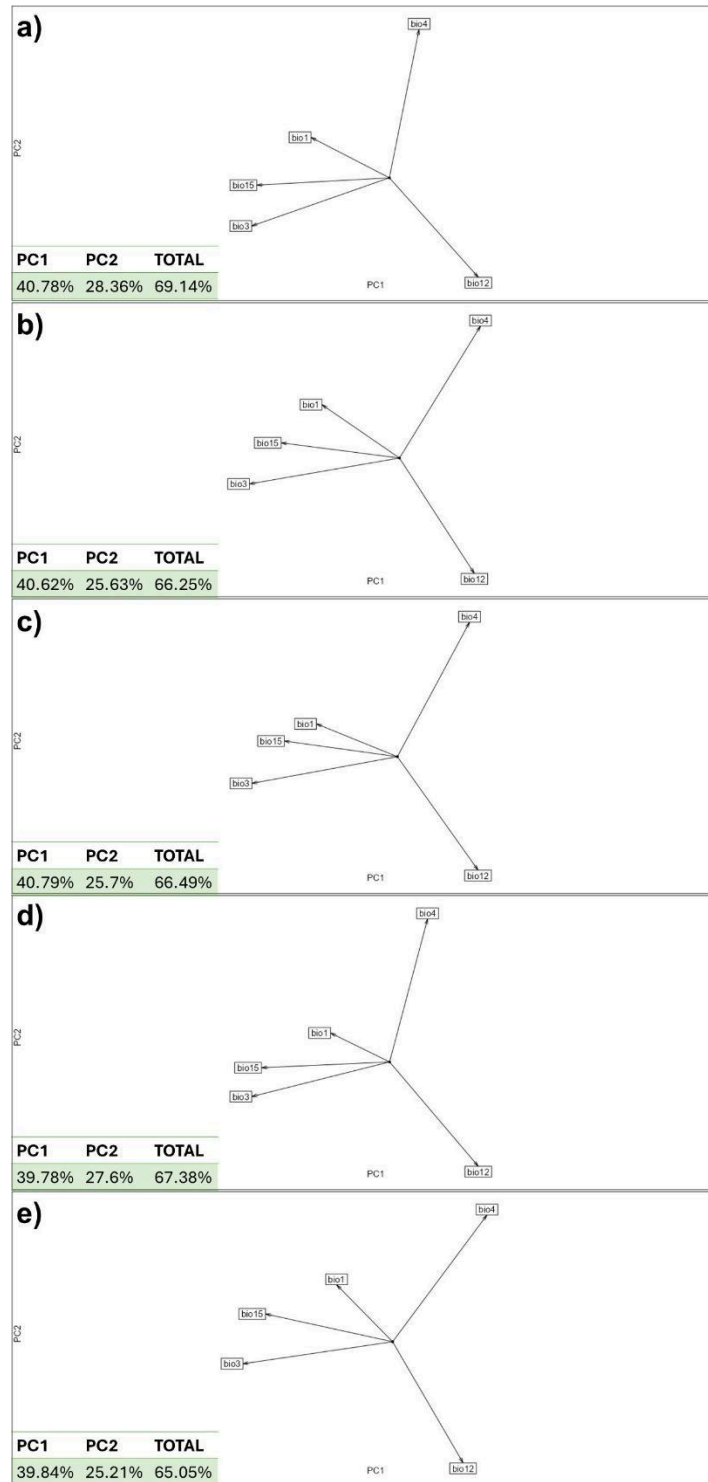 a)
bio4
bio1
PC2
bio15
bio3
PC1 PC2 TOTAL
40.78% 28.36% 69.14%
PC1
bio12
b)
bio4
bio1
PC2
bio15
bio3
PC1 PC2 TOTAL
40.62% 25.63% 66.25%
PC1
bio12
c)
bio4
bio1
PC2
bio15
bio3
PC1 PC2 TOTAL
40.79% 25.7% 66.49%
PC1
bio12
d)
bio4
bio1
PC2
bio15
bio3
PC1 PC2 TOTAL
39.78% 27.6% 67.38%
PC1
bio12
e)
bio4
bio1
bio15
PC2
bio3
PC1 PC2 TOTAL
39.84% 25.21% 65.05%
PC1
bio12